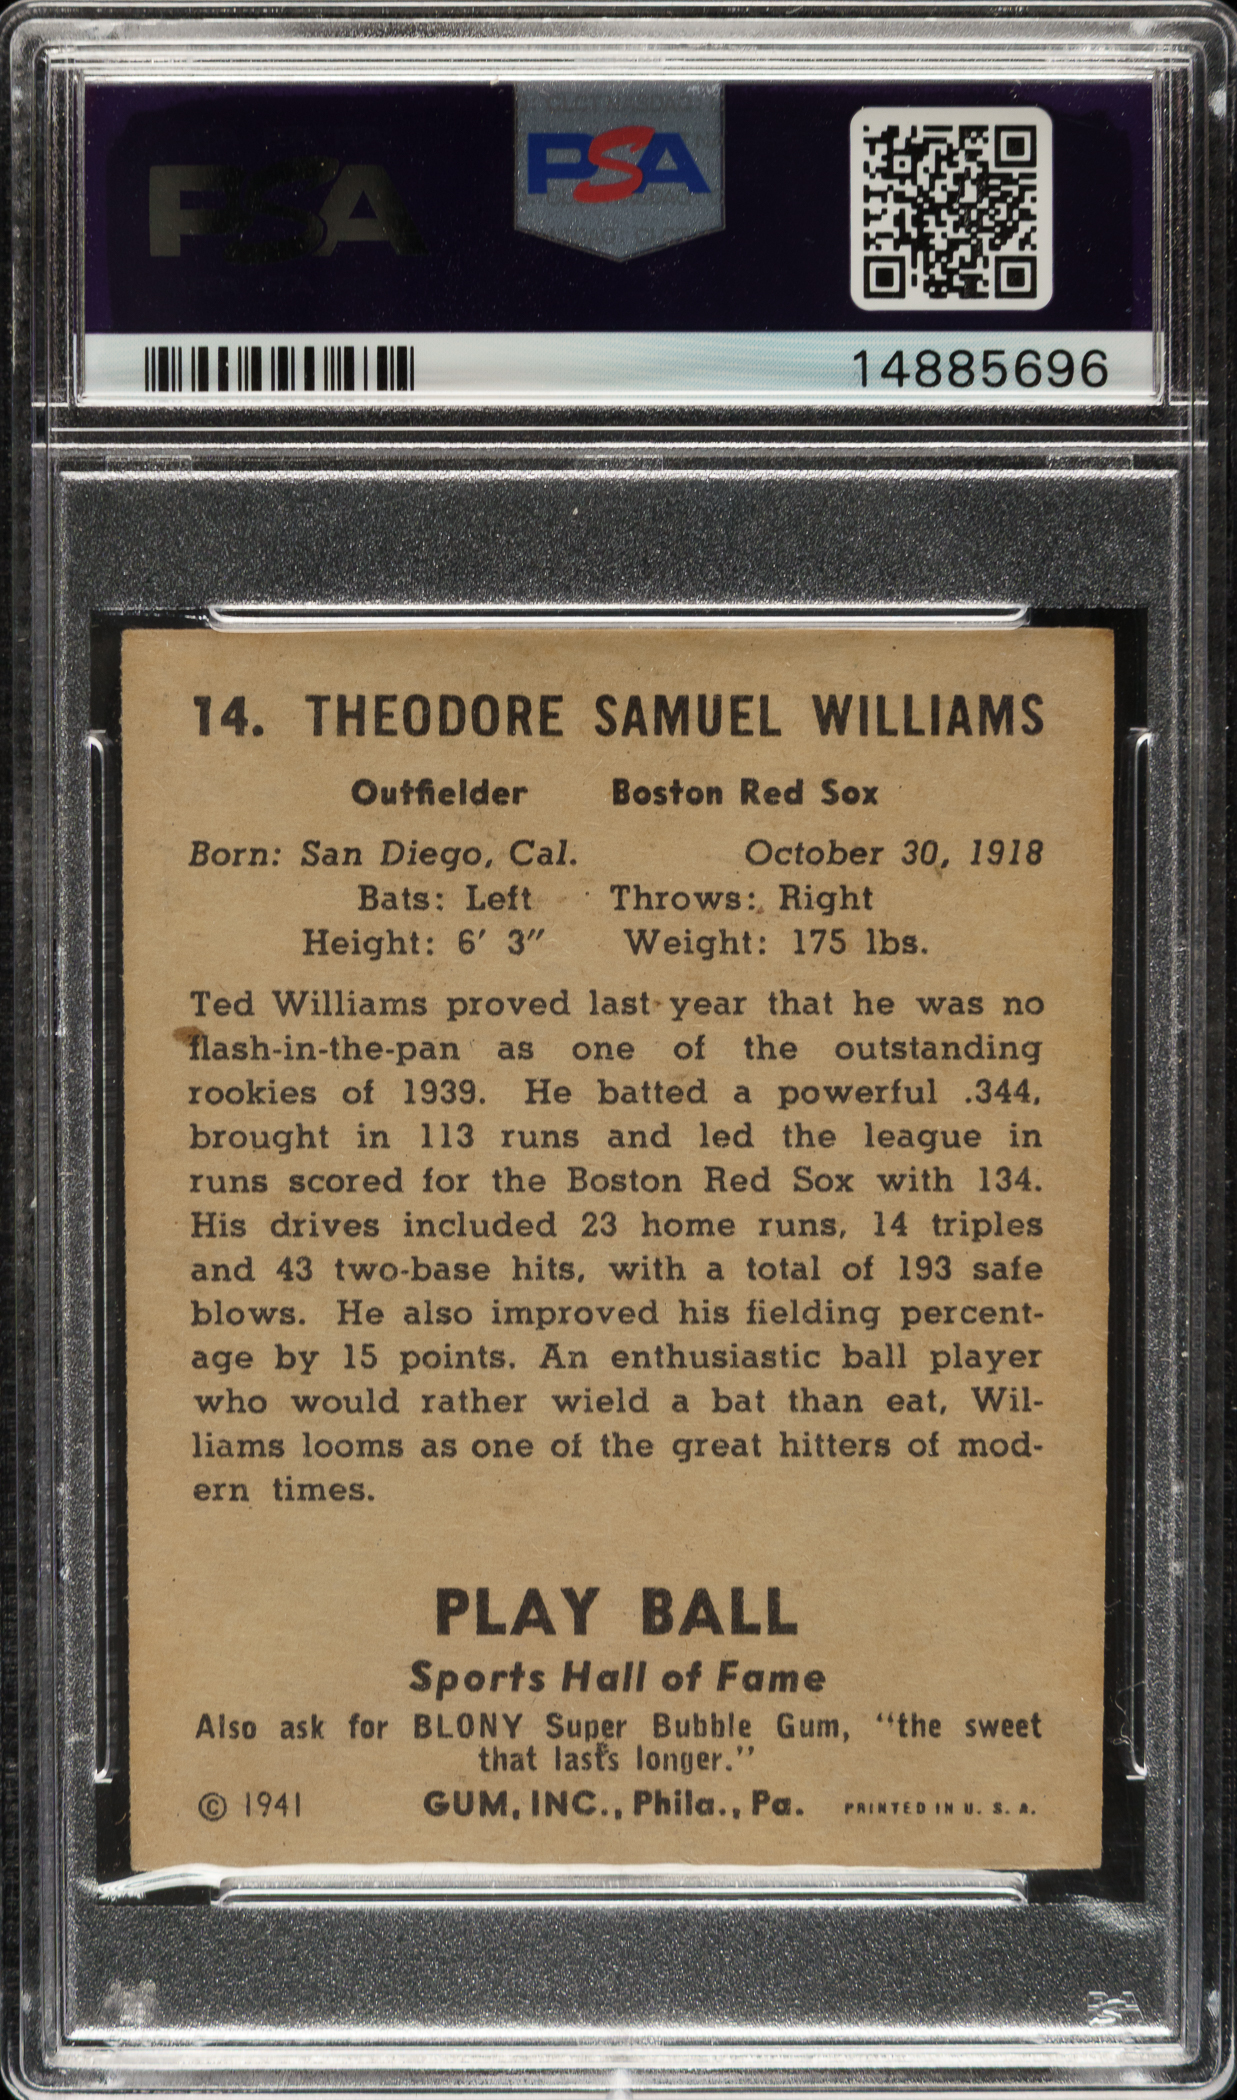 PSA
PSA
14885696
14. THEODORE SAMUEL WILLIAMS
Outfielder Boston Red Sox
Born: San Diego, Cal. October 30, 1918
Bats: Left Throws: Right
Height: 6′ 3″ Weight: 175 lbs.
Ted Williams proved last year that he was no
flash-in-the-pan as one of the outstanding
rookies of 1939. He batted a powerful .344,
brought in 113 runs and led the league in
runs scored for the Boston Red Sox with 134.
His drives included 23 home runs, 14 triples
and 43 two-base hits, with a total of 193 safe
blows. He also improved his fielding percent-
age by 15 points. An enthusiastic ball player
who would rather wield a bat than eat, Wil-
liams looms as one of the great hitters of mod-
ern times.
PLAY BALL
Sports Hall of Fame
Also ask for BLONY Super Bubble Gum, “the sweet
that lasts longer.”
© 1941 GUM, INC., Phila., Pa. PRINTED IN U. S. A.
PSA